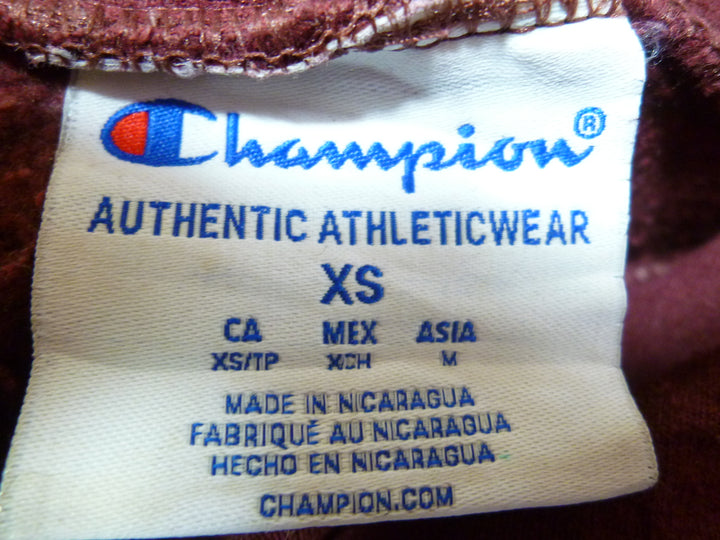 Champion®
AUTHENTIC ATHLETICWEAR
XS
CA MEX ASIA
XS/TP X/CH M
MADE IN NICARAGUA
FABRIQUÉ AU NICARAGUA
HECHO EN NICARAGUA
CHAMPION.COM